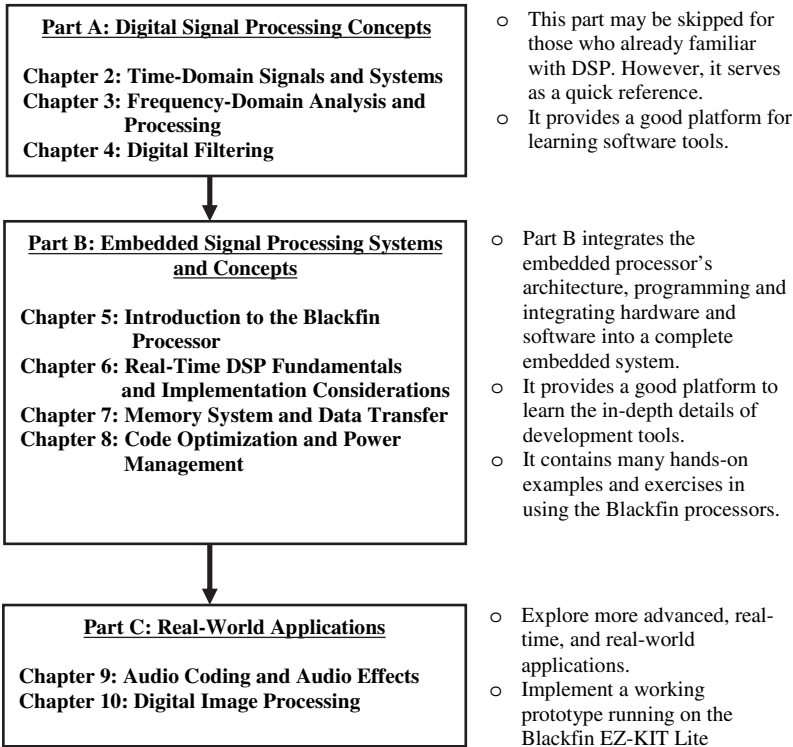 Part A: Digital Signal Processing Concepts
Chapter 2: Time-Domain Signals and Systems
Chapter 3: Frequency-Domain Analysis and
Processing
Chapter 4: Digital Filtering
o This part may be skipped for
those who already familiar
with DSP. However, it serves
as a quick reference.
o It provides a good platform for
learning software tools.
Part B: Embedded Signal Processing Systems
and Concepts
Chapter 5: Introduction to the Blackfin
Processor
Chapter 6: Real-Time DSP Fundamentals
and Implementation Considerations
Chapter 7: Memory System and Data Transfer
Chapter 8: Code Optimization and Power
Management
o Part B integrates the
embedded processor’s
architecture, programming and
integrating hardware and
software into a complete
embedded system.
o It provides a good platform to
learn the in-depth details of
development tools.
o It contains many hands-on
examples and exercises in
using the Blackfin processors.
Part C: Real-World Applications
Chapter 9: Audio Coding and Audio Effects
Chapter 10: Digital Image Processing
o Explore more advanced, real-
time, and real-world
applications.
o Implement a working
prototype running on the
Blackfin EZ-KIT Lite